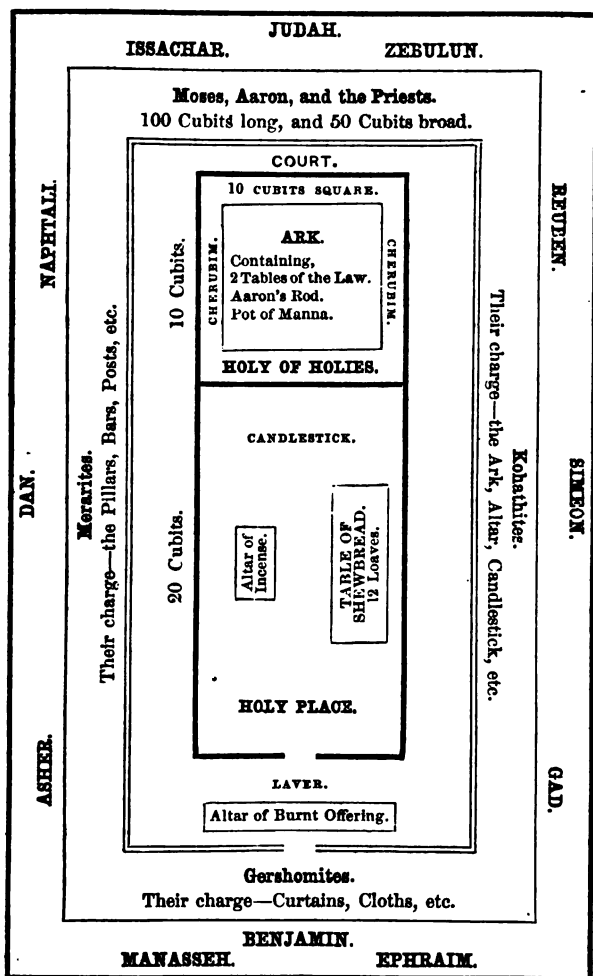 JUDAH.
ISSACHAR. ZEBULUN.
Moses, Aaron, and the Priests.
100 Cubits long, and 50 Cubits broad.
COURT.
10 CUBITS SQUARE.
NAPHTALI.
10 Cubits.
CHERUBIM.
ARK.
Containing,
2 Tables of the Law.
Aaron's Rod.
Pot of Manna.
CHERUBIM.
REUBEN.
HOLY OF HOLIES.
DAN.
Merarites.
Their charge—the Pillars, Bars, Posts, etc.
20 Cubits.
CANDLESTICK.
Altar of
Incense.
TABLE OF
SHEWBREAD.
12 Loaves.
Their charge—the Ark, Altar, Candlestick, etc.
Kohathites.
SIMEON.
HOLY PLACE.
ASHER.
GAD.
LAVER.
Altar of Burnt Offering.
Gershomites.
Their charge—Curtains, Cloths, etc.
BENJAMIN.
MANASSEH. EPHRAIM.